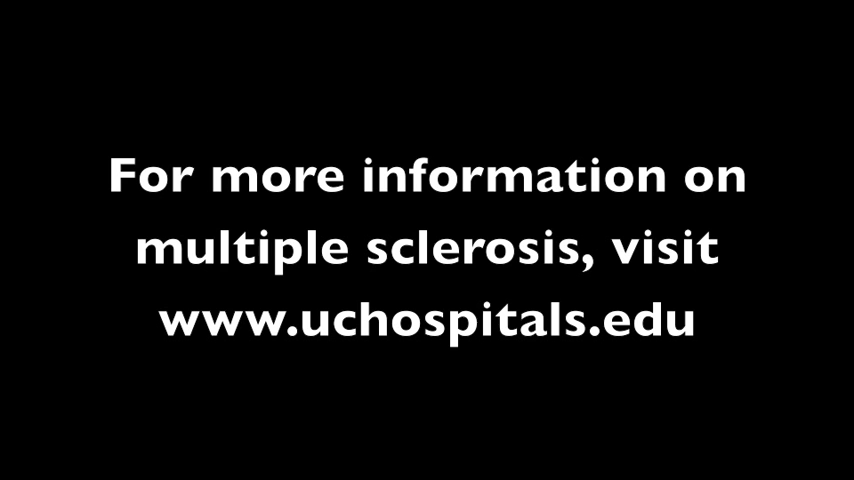 For more information on
multiple sclerosis, visit
www.uchospitals.edu